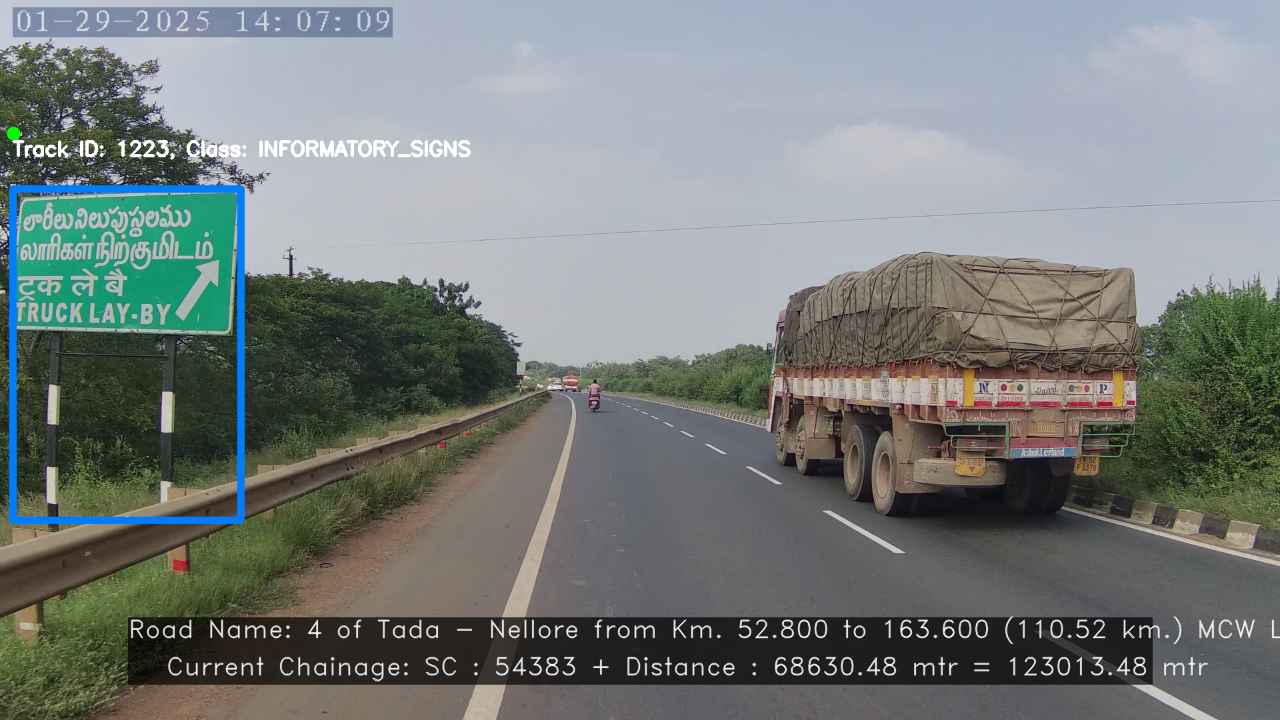 01-29-2025 14:07:09
Track ID: 1223, Class: INFORMATORY_SIGNS
లారీలు నిలుపుస్థలము
லாரிகள் நிற்குமிடம்
ट्रक ले बै
TRUCK LAY-BY
Ashok Leyland
Road Name: 4 of Tada - Nellore from Km. 52.800 to 163.600 (110.52 km.) MCW L
Current Chainage: SC : 54383 + Distance : 68630.48 mtr = 123013.48 mtr